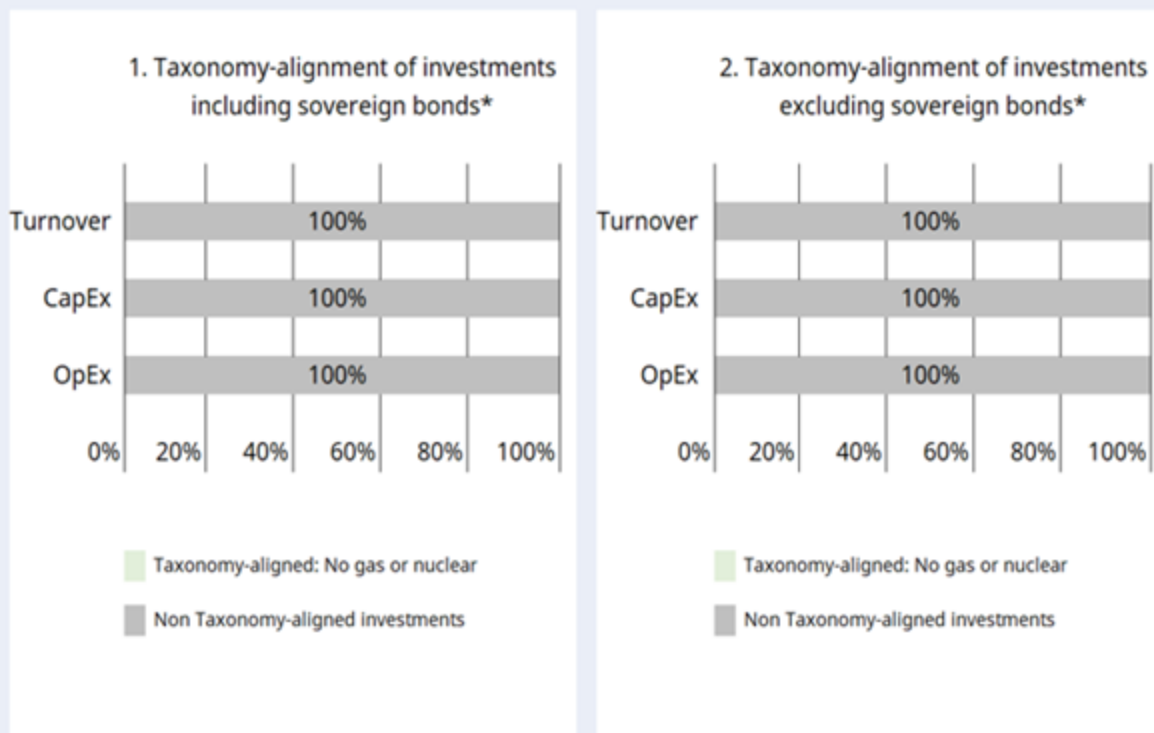 1. Taxonomy-alignment of investments
including sovereign bonds*
Turnover
100%
CapEx
100%
OpEx
100%
0% 20% 40% 60% 80% 100%
Taxonomy-aligned: No gas or nuclear
Non Taxonomy-aligned investments
2. Taxonomy-alignment of investments
excluding sovereign bonds*
Turnover
100%
CapEx
100%
OpEx
100%
0% 20% 40% 60% 80% 100%
Taxonomy-aligned: No gas or nuclear
Non Taxonomy-aligned investments